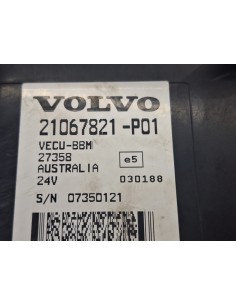 VOLVO
21067821-P01
VECU-BBM
27358 e5
AUSTRALIA
24V 030188
S/N 07350121